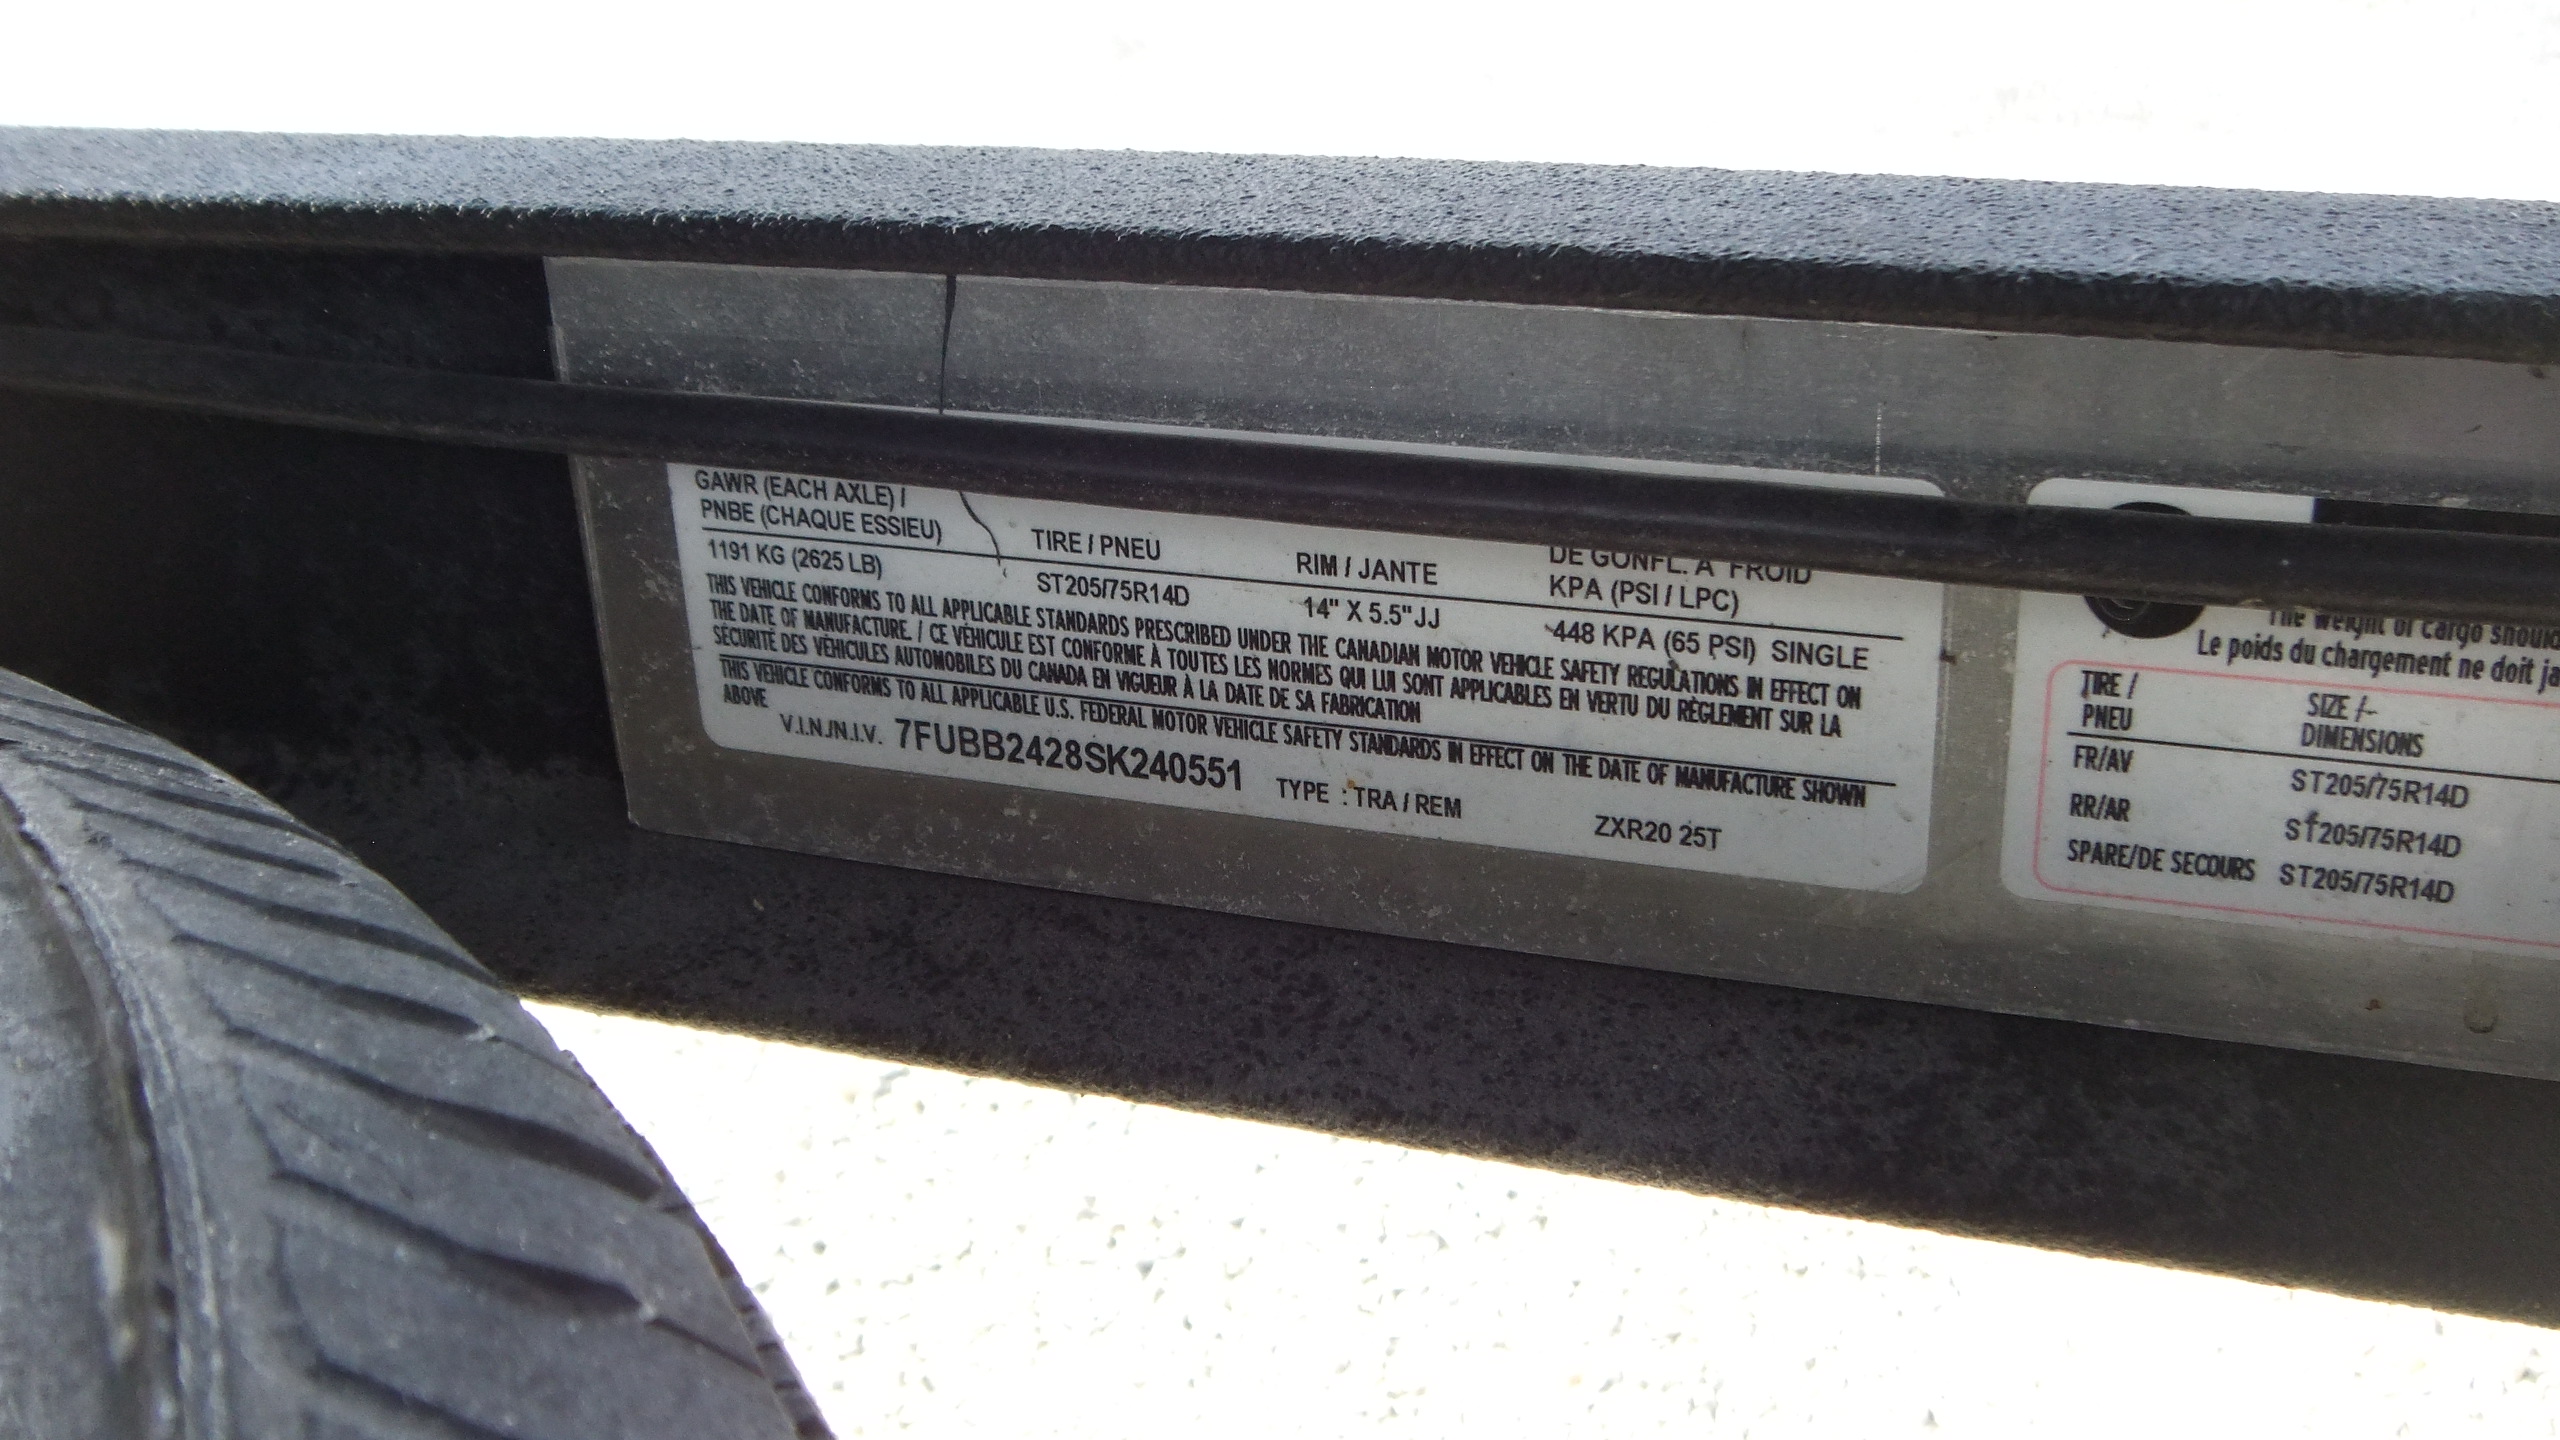 GAWR (EACH AXLE) /
PNBE (CHAQUE ESSIEU)
TIRE / PNEU
RIM / JANTE
DE GONFL. A FROID
KPA (PSI / LPC)
1191 KG (2625 LB)
ST205/75R14D
14" X 5.5"JJ
448 KPA (65 PSI) SINGLE
THIS VEHICLE CONFORMS TO ALL APPLICABLE STANDARDS PRESCRIBED UNDER THE CANADIAN MOTOR VEHICLE SAFETY REGULATIONS IN EFFECT ON
THE DATE OF MANUFACTURE. / CE VÉHICULE EST CONFORME À TOUTES LES NORMES QUI LUI SONT APPLICABLES EN VERTU DU RÈGLEMENT SUR LA
SÉCURITÉ DES VÉHICULES AUTOMOBILES DU CANADA EN VIGUEUR À LA DATE DE SA FABRICATION
THIS VEHICLE CONFORMS TO ALL APPLICABLE U.S. FEDERAL MOTOR VEHICLE SAFETY STANDARDS IN EFFECT ON THE DATE OF MANUFACTURE SHOWN
ABOVE
V.I.N./N.I.V. 7FUBB2428SK240551 TYPE : TRA / REM ZXR20 25T
The weight of cargo should
Le poids du chargement ne doit ja
TIRE /
PNEU
SIZE /-
DIMENSIONS
FR/AV ST205/75R14D
RR/AR ST205/75R14D
SPARE/DE SECOURS ST205/75R14D